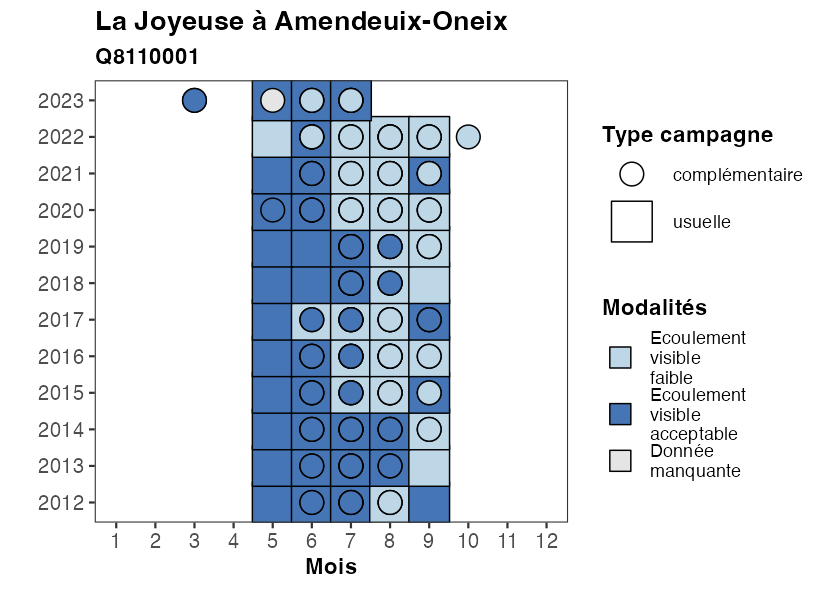 La Joyeuse à Amendeuix-Oneix
Q8110001
2023
2022
2021
2020
2019
2018
2017
2016
2015
2014
2013
2012
1 2 3 4 5 6 7 8 9 10 11 12
Mois
Type campagne
complémentaire
usuelle
Modalités
Ecoulement
visible
faible
Ecoulement
visible
acceptable
Donnée
manquante